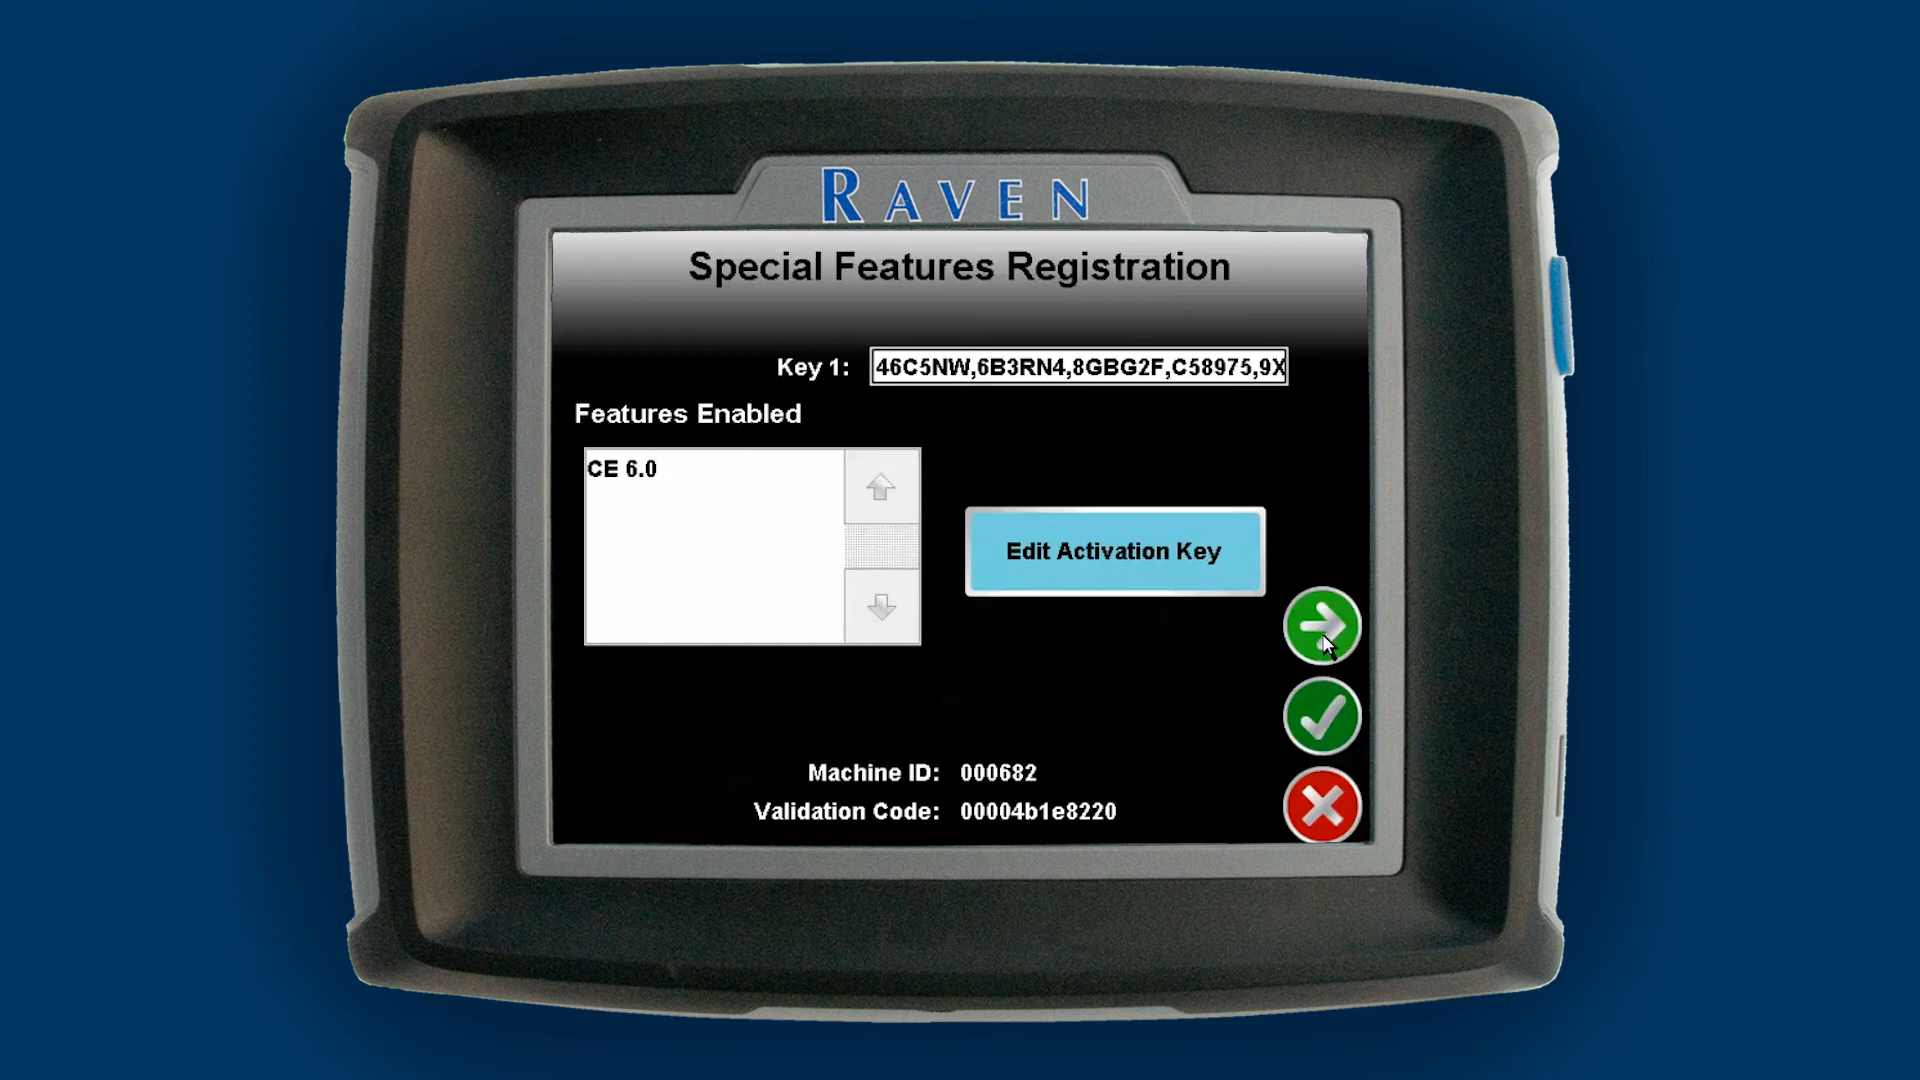 RAVEN
Special Features Registration
Key 1: 46C5NW,6B3RN4,8GBG2F,C58975,9X
Features Enabled
CE 6.0
Edit Activation Key
Machine ID: 000682
Validation Code: 00004b1e8220